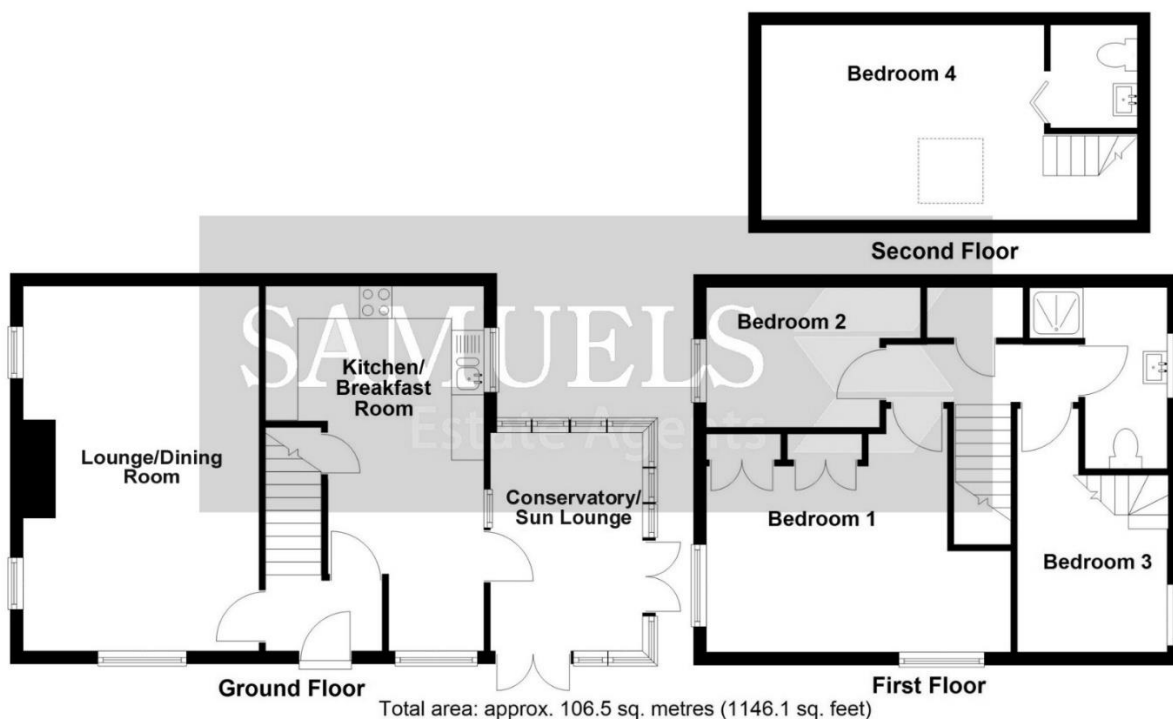 Bedroom 4
Second Floor
SAMUELS
Estate Agents
Bedroom 2
Kitchen/
Breakfast
Room
Lounge/Dining
Room
Conservatory/
Sun Lounge
Bedroom 1
Bedroom 3
Ground Floor
First Floor
Total area: approx. 106.5 sq. metres (1146.1 sq. feet)